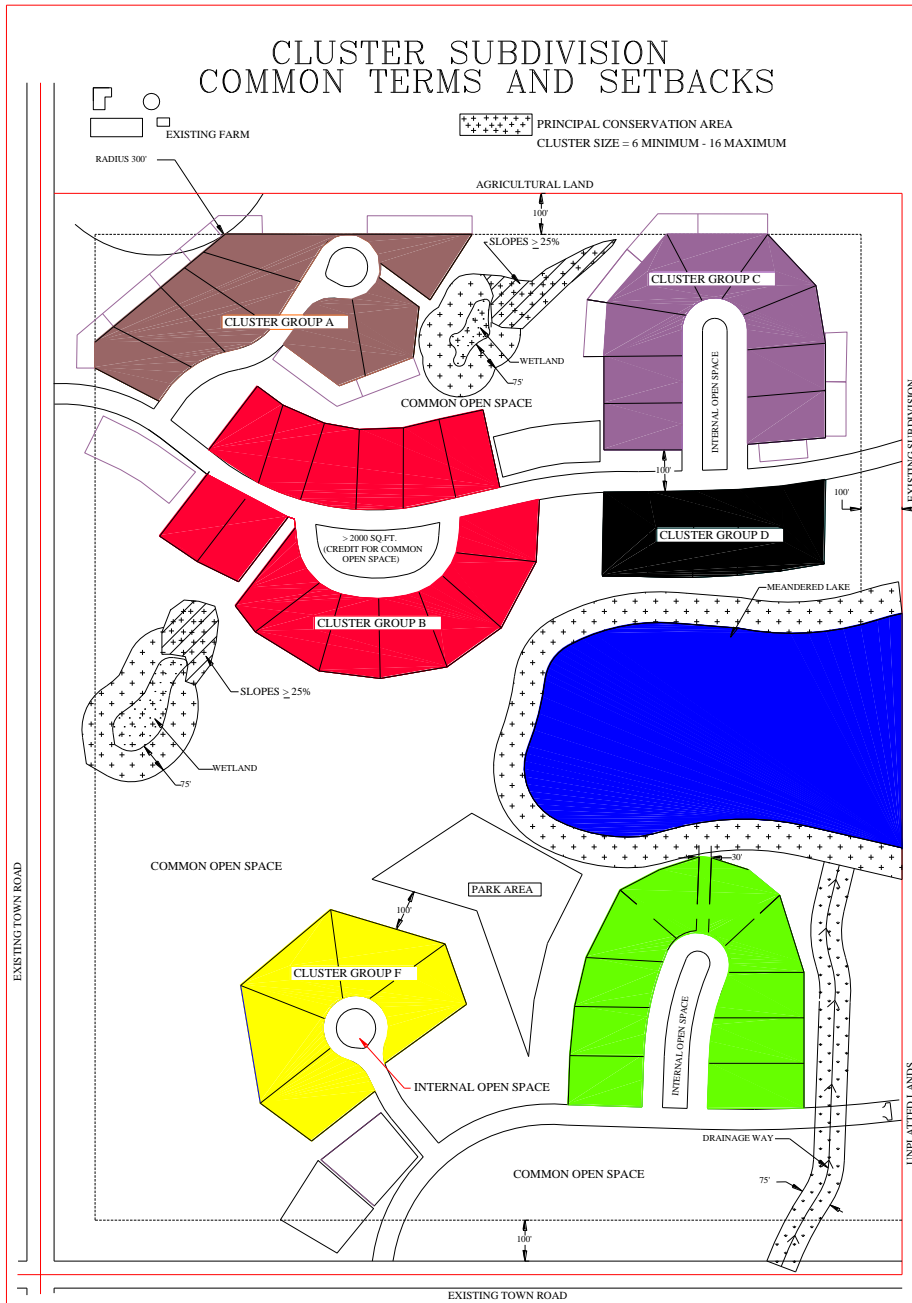 CLUSTER SUBDIVISION
COMMON TERMS AND SETBACKS
EXISTING FARM
PRINCIPAL CONSERVATION AREA
CLUSTER SIZE = 6 MINIMUM - 16 MAXIMUM
RADIUS 300'
AGRICULTURAL LAND
100'
SLOPES > 25%
CLUSTER GROUP C
CLUSTER GROUP A
WETLAND
75'
INTERNAL OPEN SPACE
COMMON OPEN SPACE
EXISTING SUBDIVISION
100'
100'
> 2000 SQ.FT.
(CREDIT FOR COMMON
OPEN SPACE)
CLUSTER GROUP D
MEANDERED LAKE
CLUSTER GROUP B
SLOPES > 25%
WETLAND
75'
COMMON OPEN SPACE
30'
PARK AREA
100'
EXISTING TOWN ROAD
CLUSTER GROUP F
INTERNAL OPEN SPACE
INTERNAL OPEN SPACE
UNPLATTED LANDS
DRAINAGE WAY
COMMON OPEN SPACE
75'
100'
EXISTING TOWN ROAD